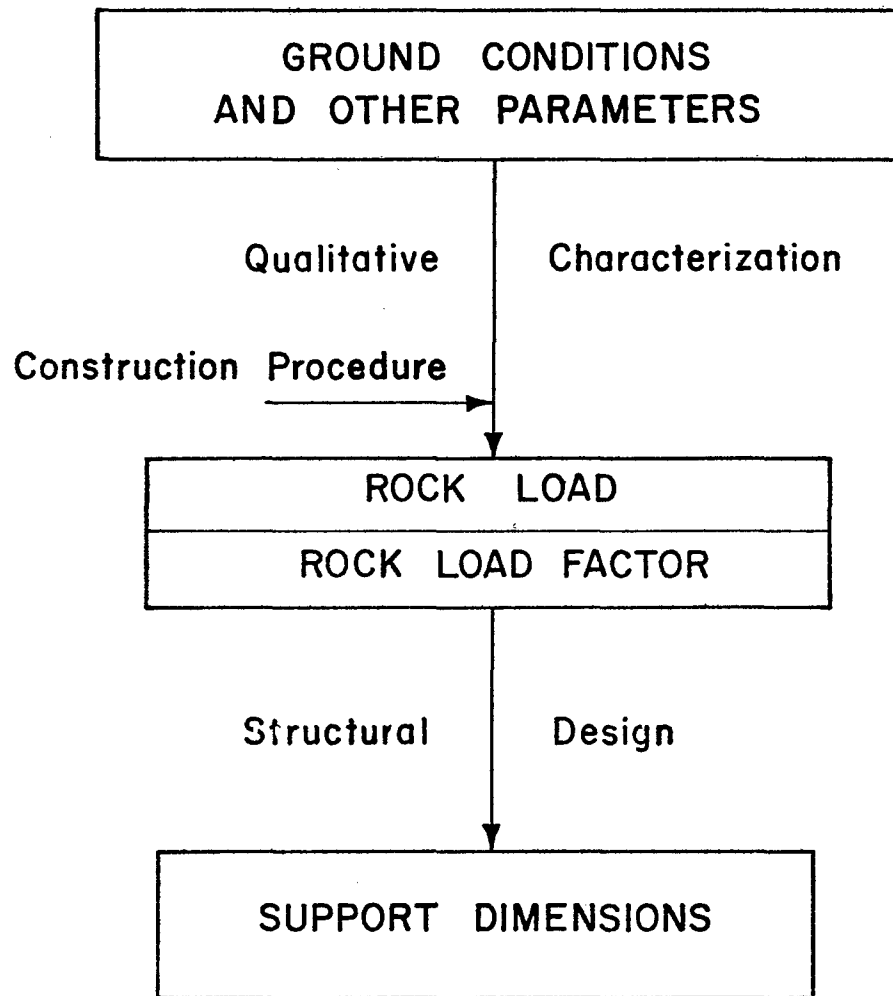 GROUND CONDITIONS
AND OTHER PARAMETERS
Qualitative Characterization
Construction Procedure
ROCK LOAD
ROCK LOAD FACTOR
Structural Design
SUPPORT DIMENSIONS